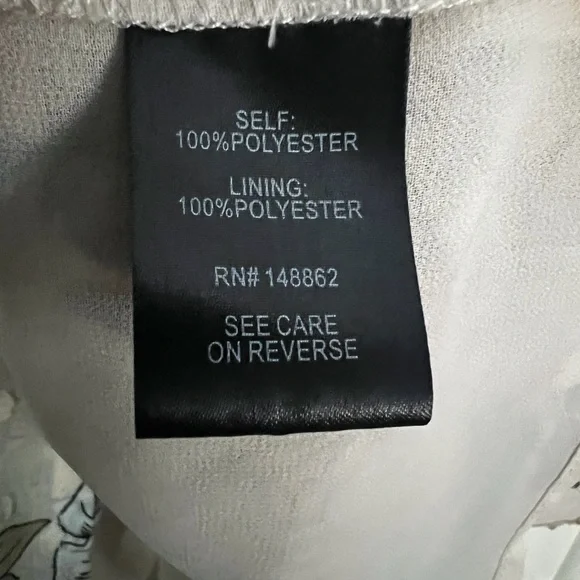 SELF:
100%POLYESTER
LINING:
100%POLYESTER
RN# 148862
SEE CARE
ON REVERSE